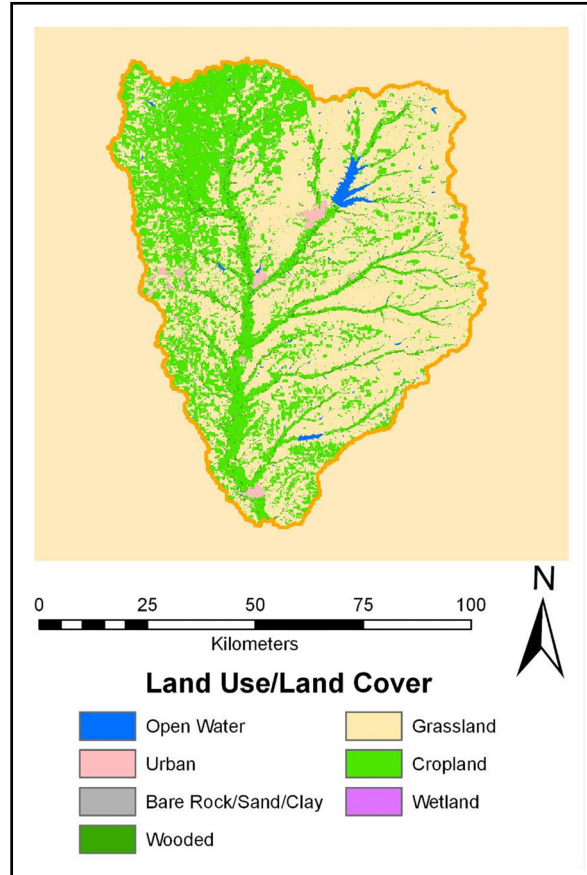 N
0 25 50 75 100
Kilometers
Land Use/Land Cover
Open Water Grassland
Urban Cropland
Bare Rock/Sand/Clay Wetland
Wooded